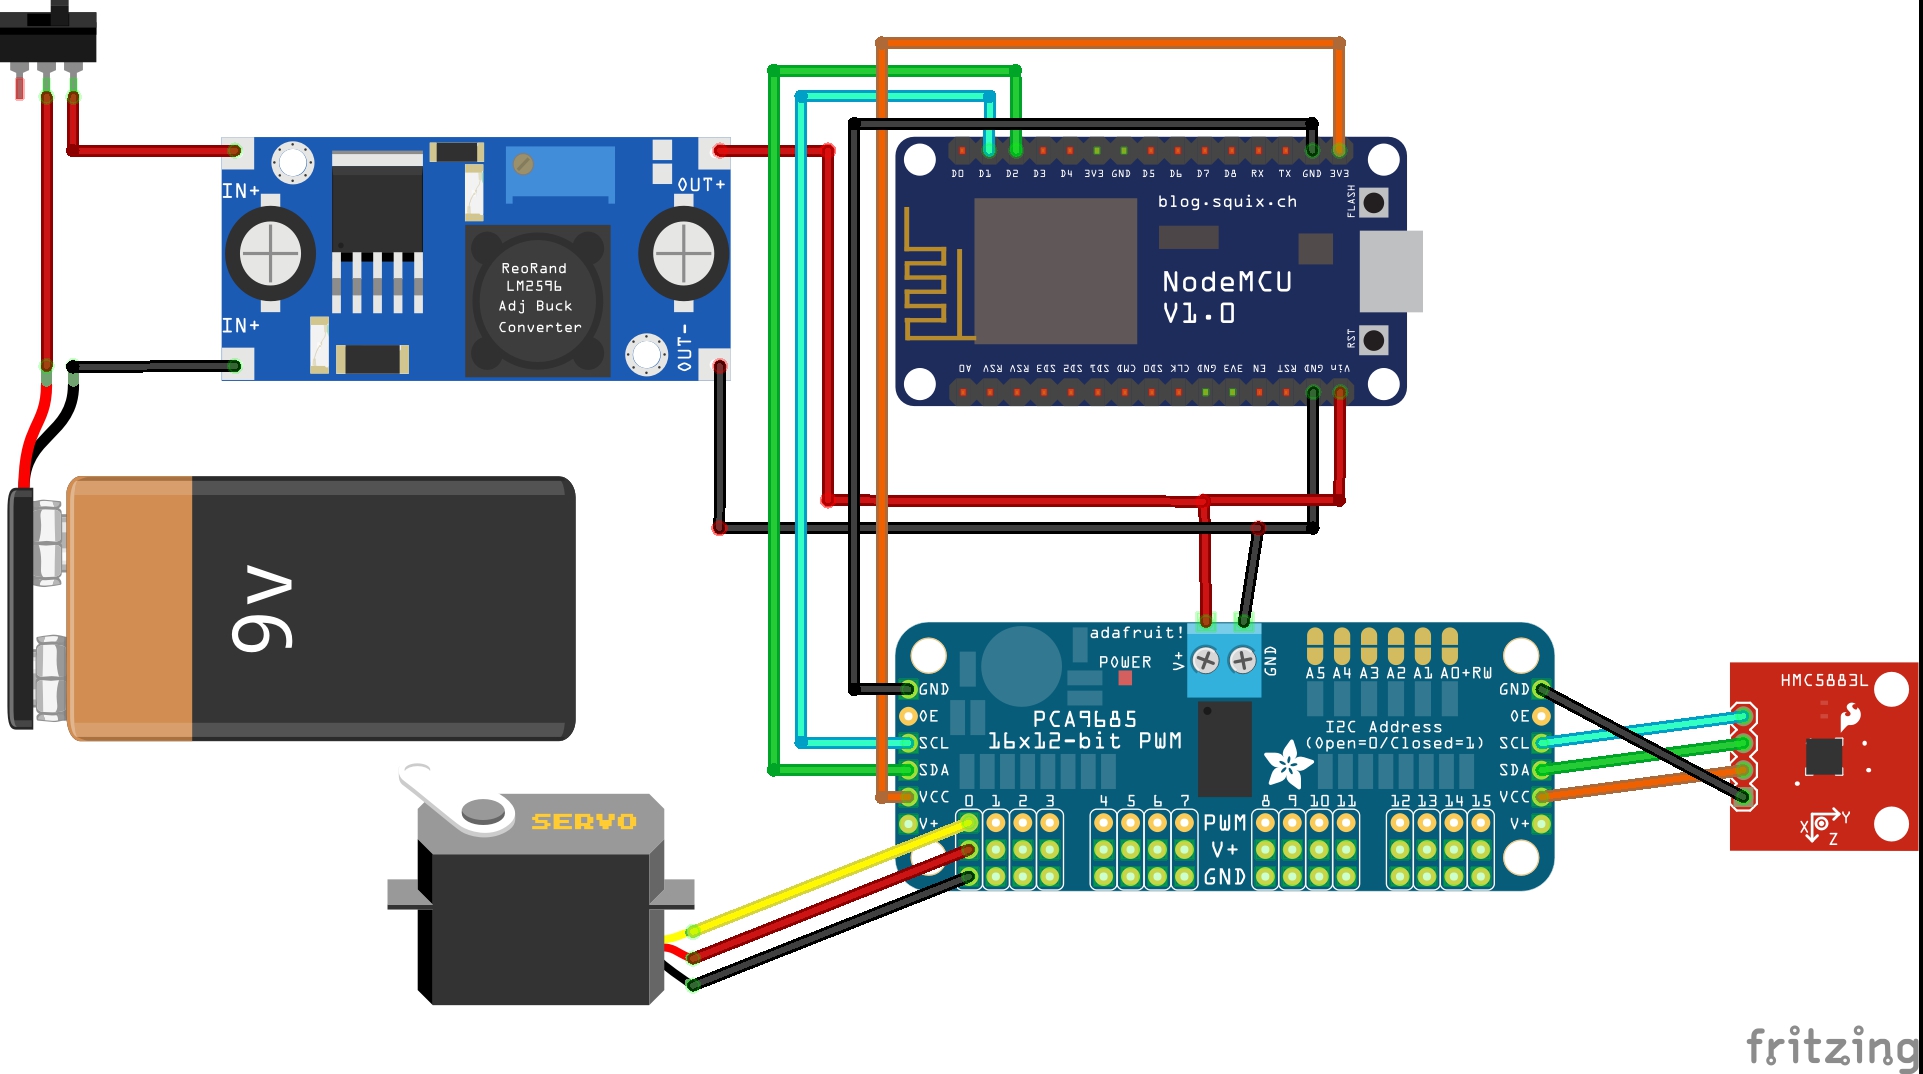 IN+
OUT+
IN+
OUT-
ReoRand
LM2596
Adj Buck
Converter
D0 D1 D2 D3 D4 3V3 GND D5 D6 D7 D8 RX TX GND 3V3
FLASH
blog.squix.ch
NodeMCU
V1.0
RST
A0 RSV RSV SD3 SD2 SD1 CMD SD0 CLK GND 3V3 EN RST GND Vin
9v
adafruit!
V+
GND
POWER
A5 A4 A3 A2 A1 A0+RW
GND
OE
SCL
SDA
VCC
V+
PCA9685
16x12-bit PWM
I2C Address
(Open=0/Closed=1)
GND
OE
SCL
SDA
VCC
V+
0 1 2 3 4 5 6 7 8 9 10 11 12 13 14 15
PWM
V+
GND
HMC5883L
X Y
Z
SERVO
fritzing